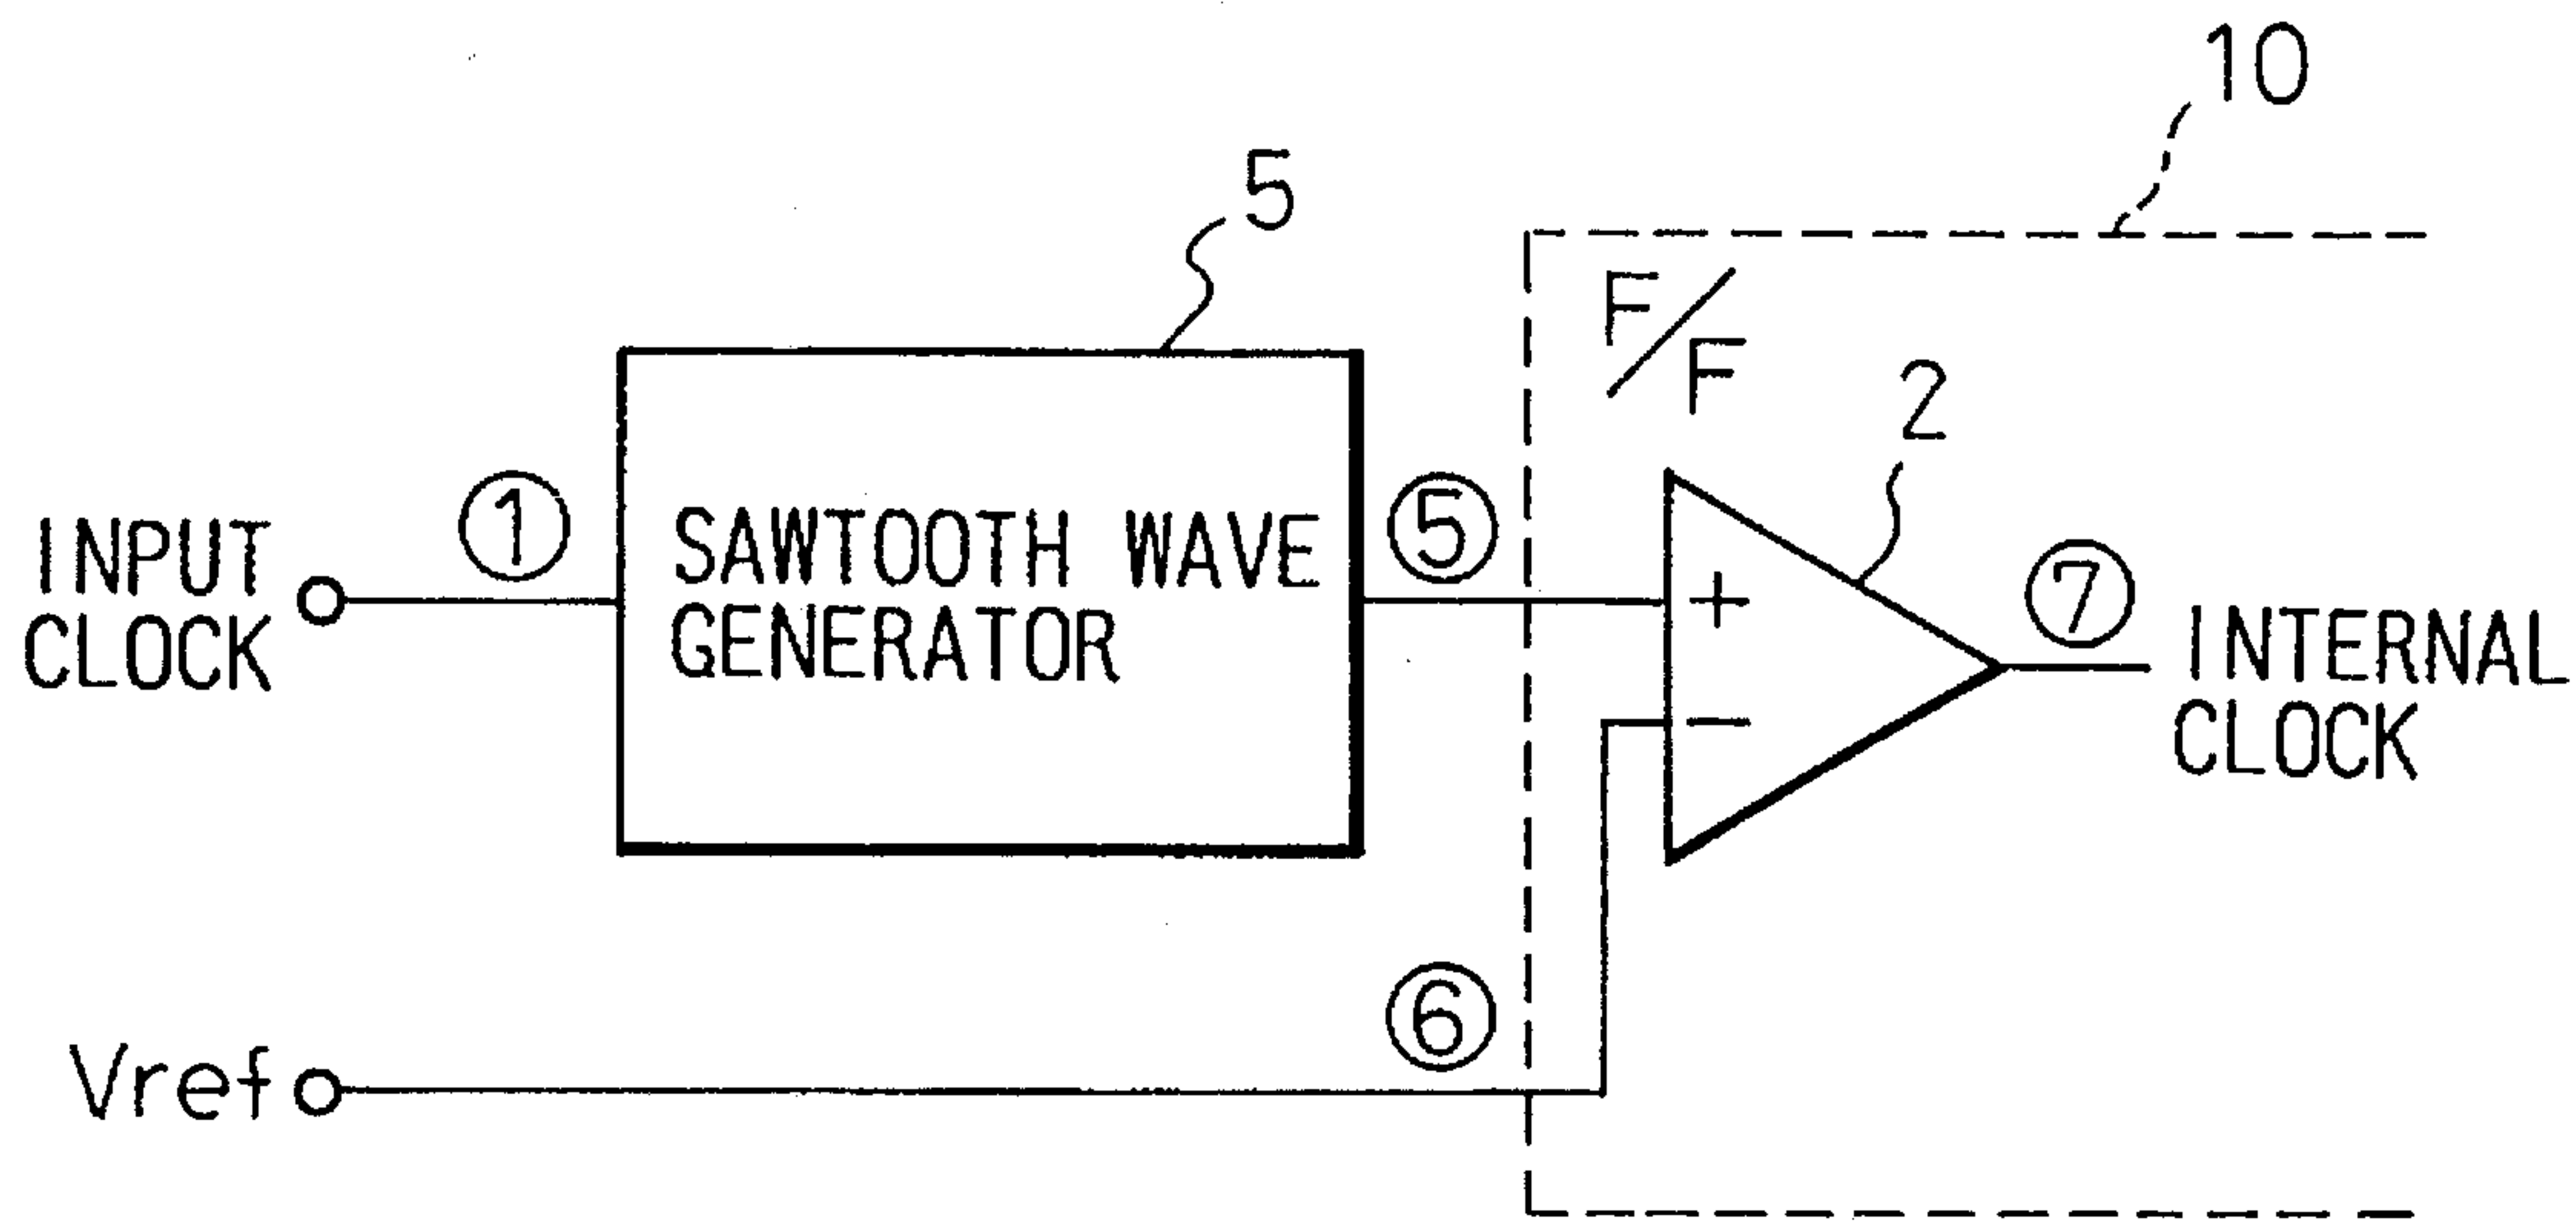 10
5
F/F
2
①
⑤
⑦
INPUT
CLOCK
SAWTOOTH WAVE
GENERATOR
+
−
INTERNAL
CLOCK
⑥
Vref